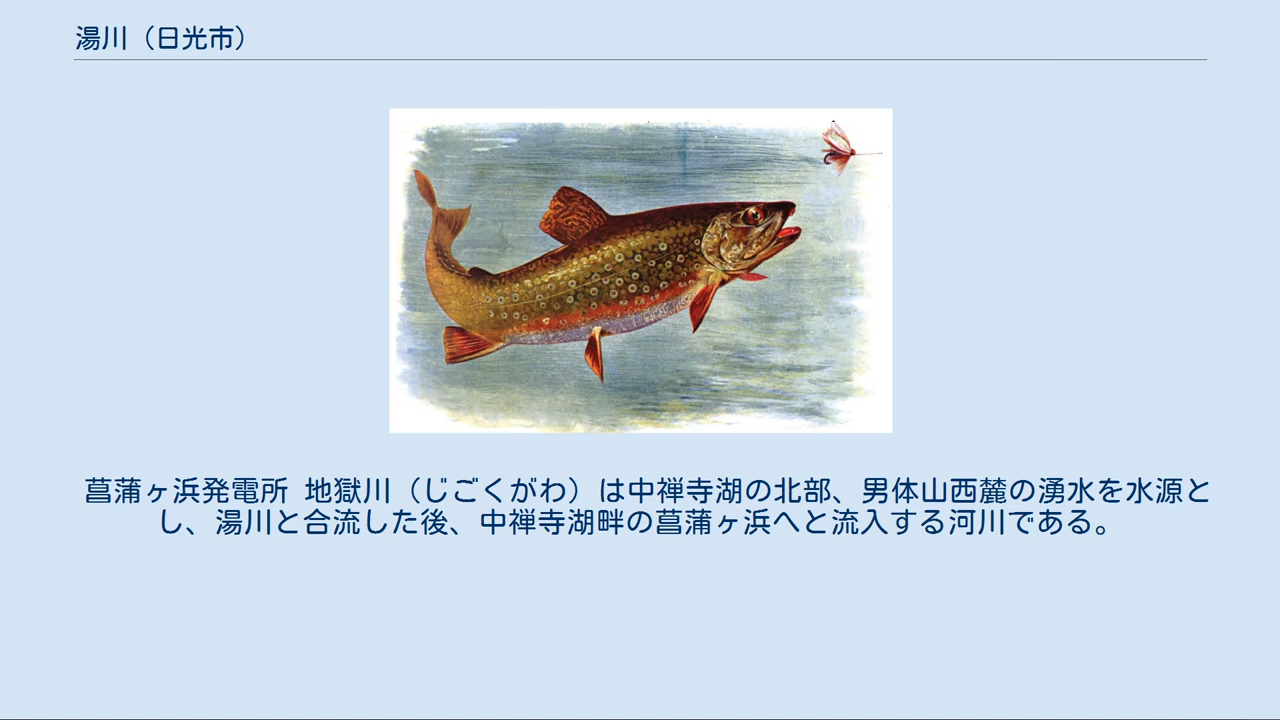 湯川（日光市）
菖蒲ヶ浜発電所 地獄川（じごくがわ）は中禅寺湖の北部、男体山西麓の湧水を水源と
し、湯川と合流した後、中禅寺湖畔の菖蒲ヶ浜へと流入する河川である。